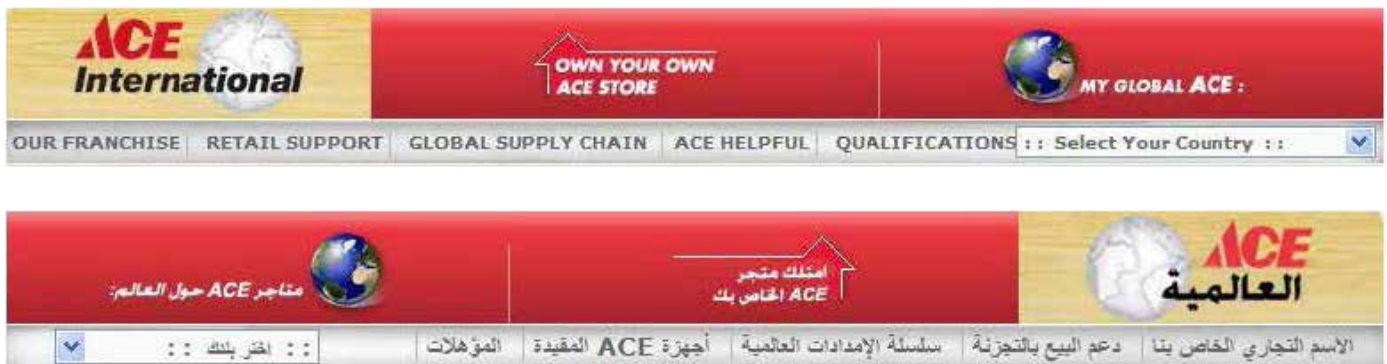 ACE
International
OWN YOUR OWN
ACE STORE
MY GLOBAL ACE :
OUR FRANCHISE RETAIL SUPPORT GLOBAL SUPPLY CHAIN ACE HELPFUL QUALIFICATIONS :: Select Your Country ::
ACE
العالمية
امتلك متجر
ACE الخاص بك
متاجر ACE حول العالم:
الاسم التجاري الخاص بنا دعم البيع بالتجزئة سلسلة الإمدادات العالمية أجهزة ACE المفيدة المؤهلات :: اختر بلدك ::